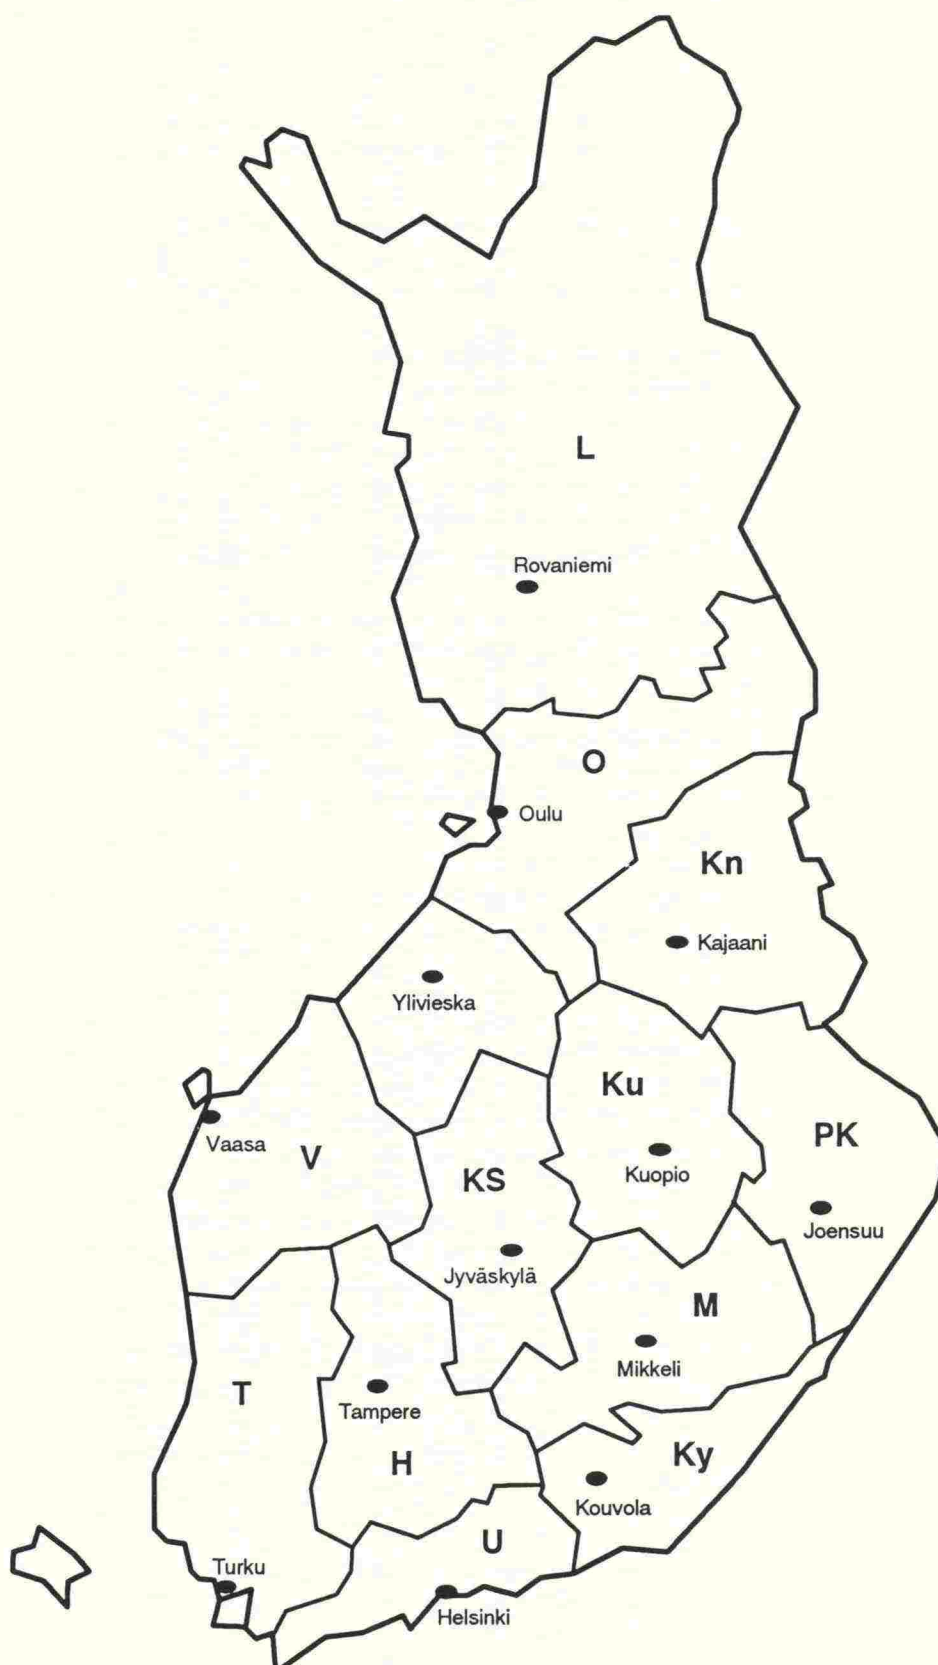 L
Rovaniemi
O
Oulu
Kn
Kajaani
Ylivieska
Ku
Vaasa
V
KS
Kuopio
PK
Jyväskylä
Joensuu
M
Mikkeli
T
Tampere
H
Ky
Kouvola
U
Turku
Helsinki